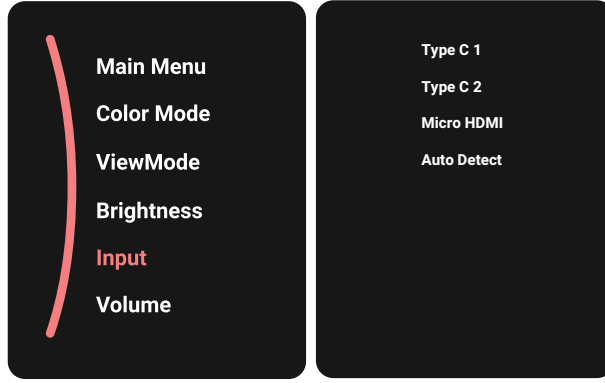 Main Menu
Color Mode
ViewMode
Brightness
Input
Volume
Type C 1
Type C 2
Micro HDMI
Auto Detect